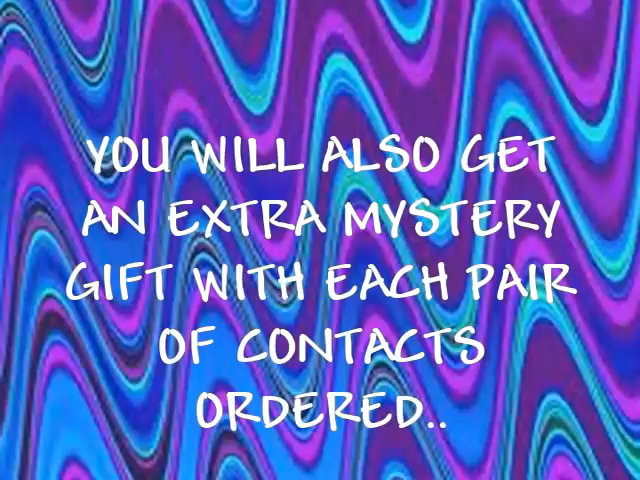 YOU WILL ALSO GET
AN EXTRA MYSTERY
GIFT WITH EACH PAIR
OF CONTACTS
ORDERED..